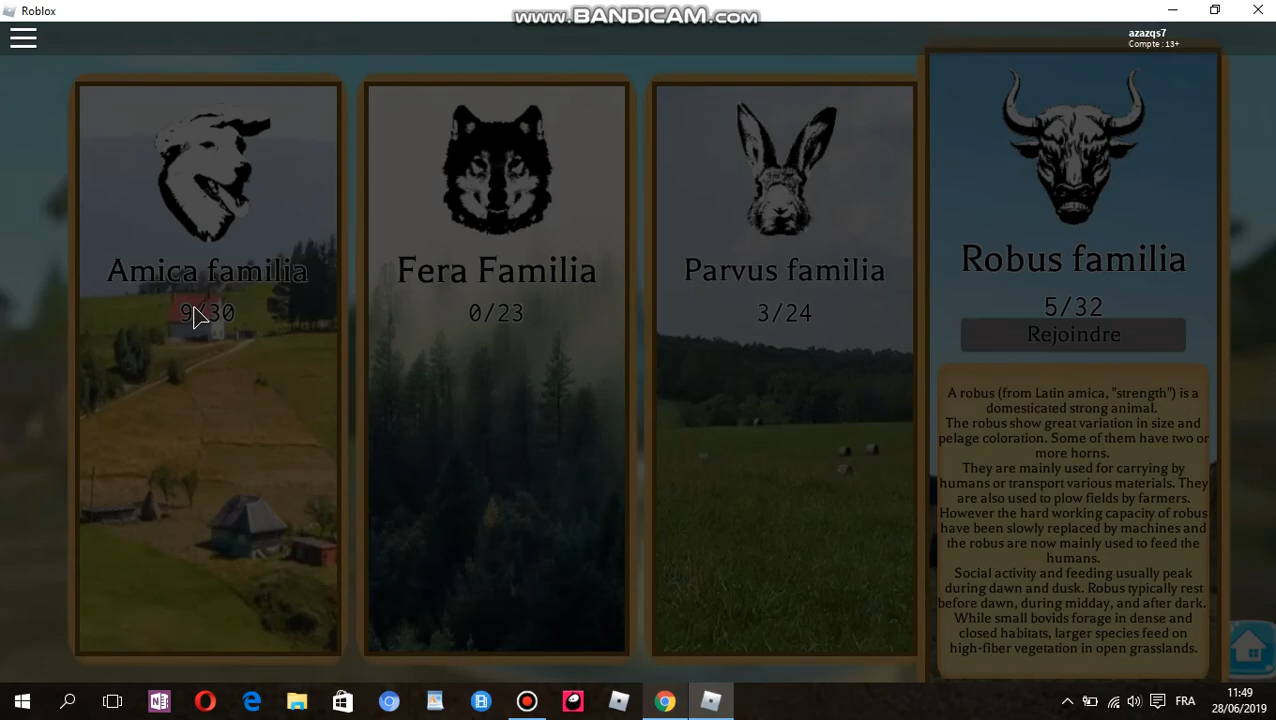 Roblox
www.BANDICAM.com
azazqs7
Compte : 13+
Amica familia
9/30
Fera Familia
0/23
Parvus familia
3/24
Robus familia
5/32
Rejoindre
A robus (from Latin amica, "strength") is a
domesticated strong animal.
The robus show great variation in size and
pelage coloration. Some of them have two or
more horns.
They are mainly used for carrying by
humans or transport various materials. They
are also used to plow fields by farmers.
However the hard working capacity of robus
have been slowly replaced by machines and
the robus are now mainly used to feed the
humans.
Social activity and feeding usually peak
during dawn and dusk. Robus typically rest
before dawn, during midday, and after dark.
While small bovids forage in dense and
closed habitats, larger species feed on
high-fiber vegetation in open grasslands.
FRA
11:49
28/06/2019